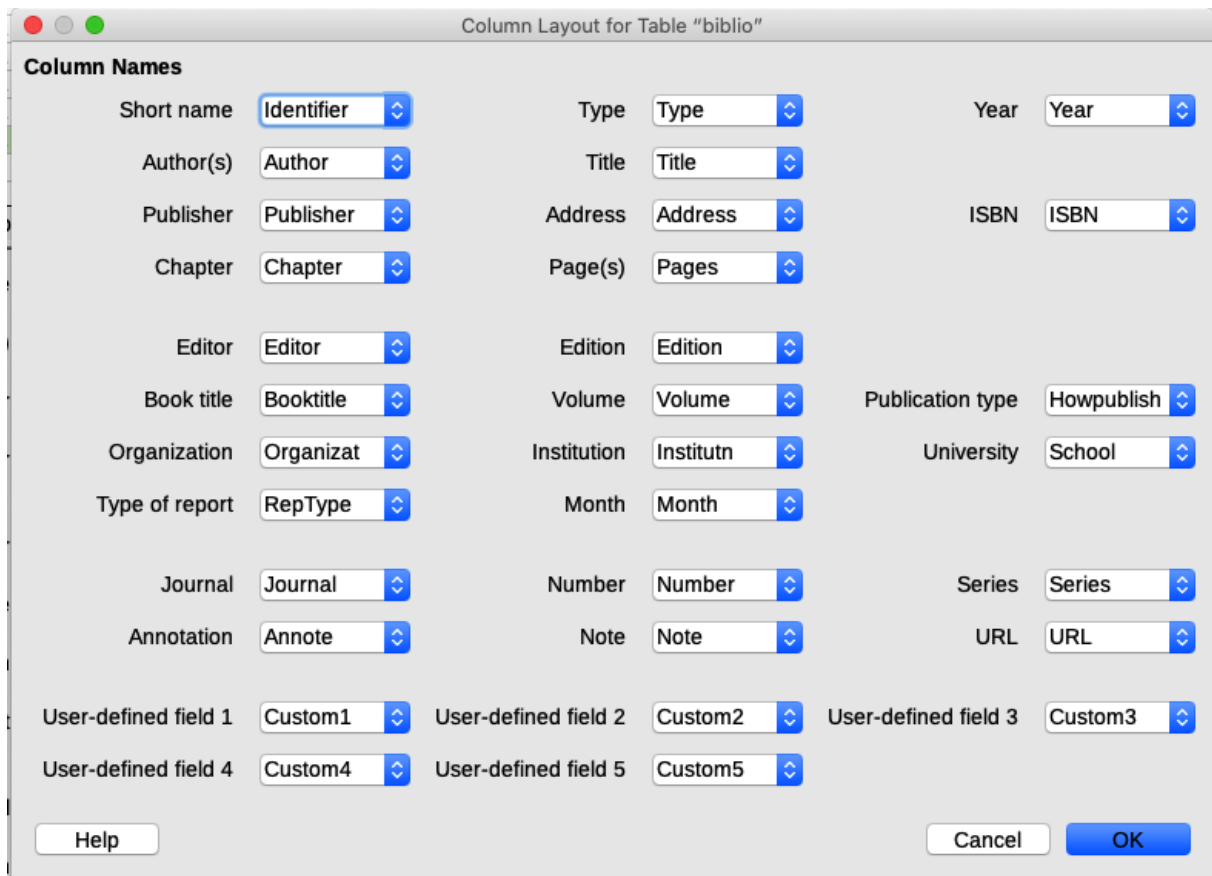 Column Layout for Table “biblio”
Column Names
Short name Identifier Type Type Year Year
Author(s) Author Title Title
Publisher Publisher Address Address ISBN ISBN
Chapter Chapter Page(s) Pages
Editor Editor Edition Edition
Book title Booktitle Volume Volume Publication type Howpublish
Organization Organizat Institution Institutn University School
Type of report RepType Month Month
Journal Journal Number Number Series Series
Annotation Annote Note Note URL URL
User-defined field 1 Custom1 User-defined field 2 Custom2 User-defined field 3 Custom3
User-defined field 4 Custom4 User-defined field 5 Custom5
Help Cancel OK